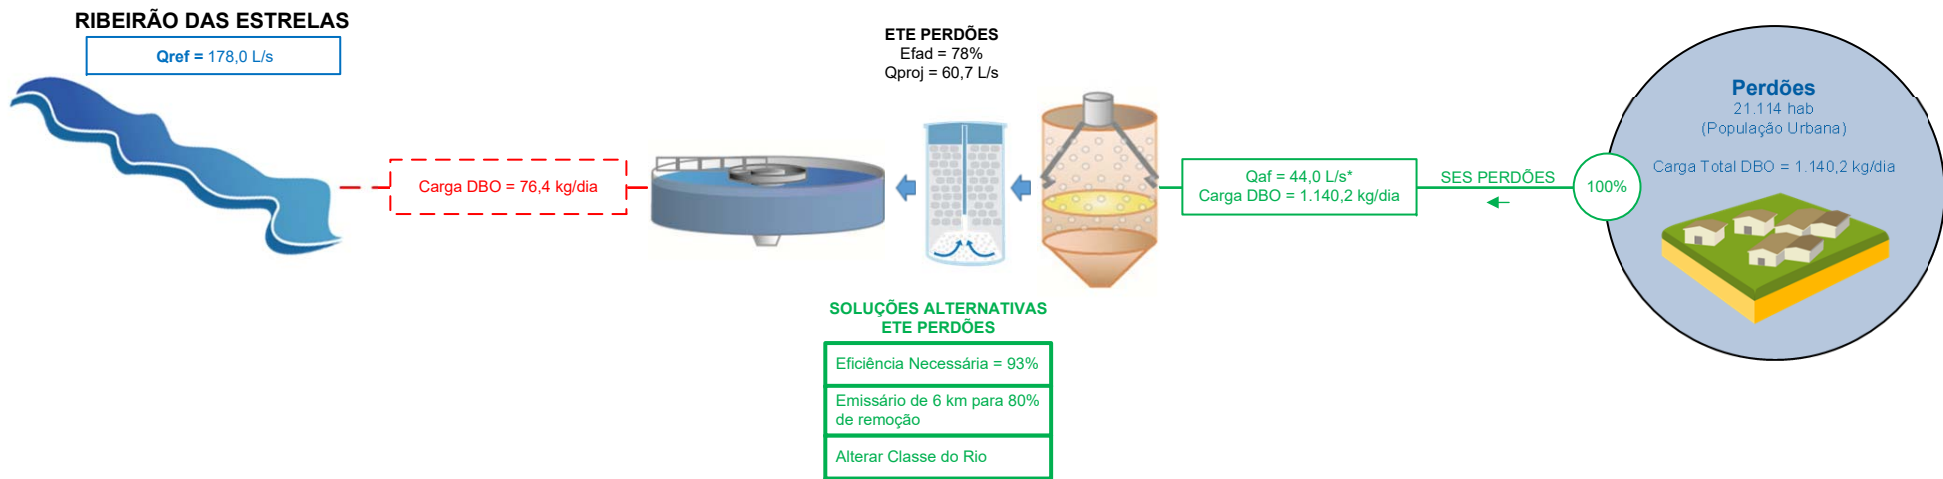 RIBEIRÃO DAS ESTRELAS
Qref = 178,0 L/s
Carga DBO = 76,4 kg/dia
ETE PERDÕES
Efad = 78%
Qproj = 60,7 L/s
Qaf = 44,0 L/s*
Carga DBO = 1.140,2 kg/dia
SES PERDÕES
100%
Perdões
21.114 hab
(População Urbana)
Carga Total DBO = 1.140,2 kg/dia
SOLUÇÕES ALTERNATIVAS
ETE PERDÕES
Eficiência Necessária = 93%
Emissário de 6 km para 80%
de remoção
Alterar Classe do Rio